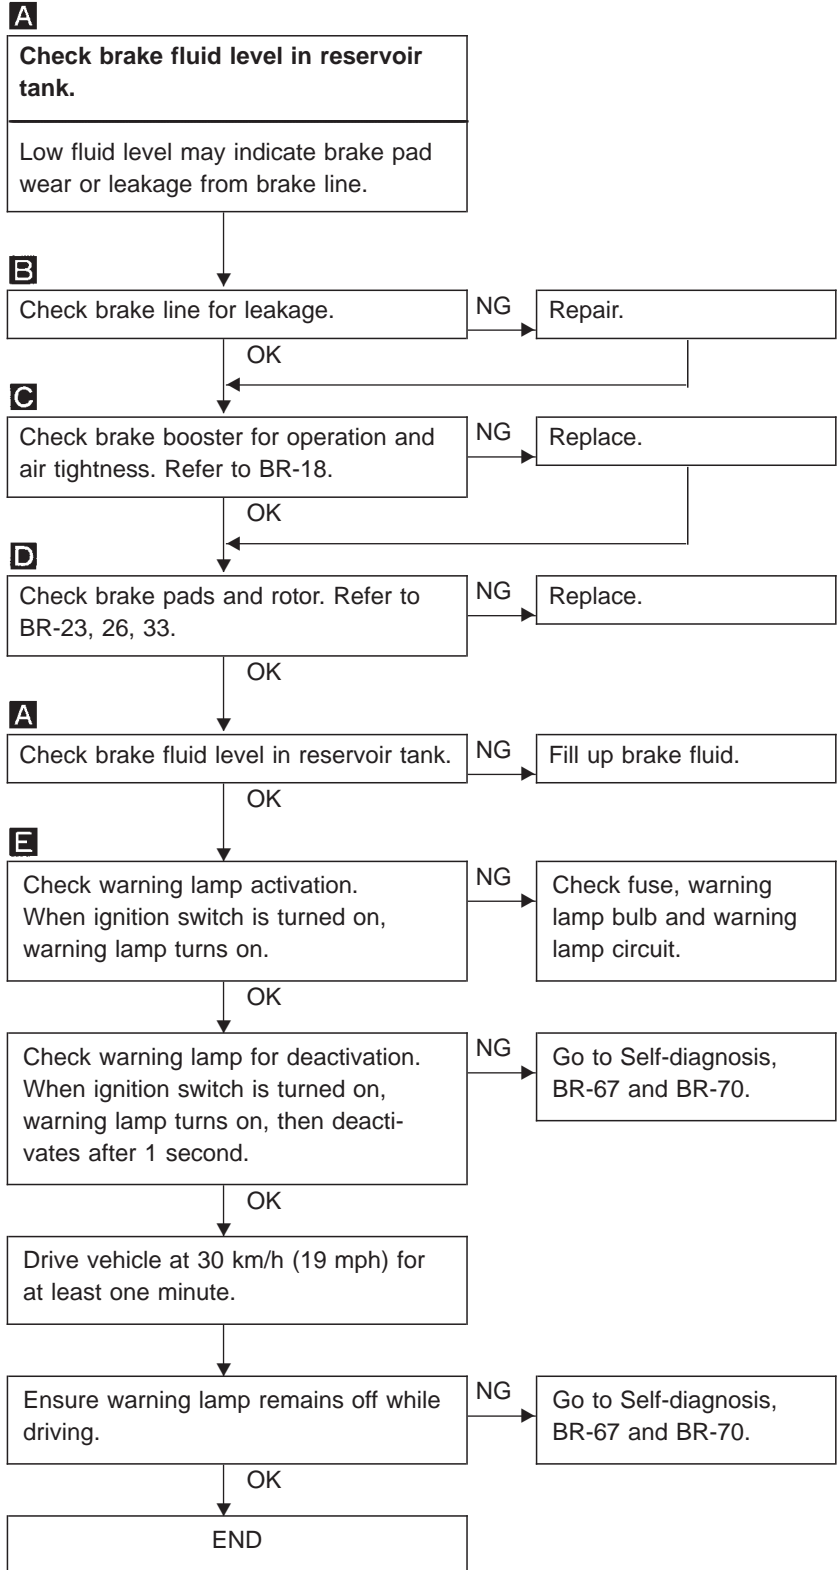 A
Check brake fluid level in reservoir
tank.
Low fluid level may indicate brake pad
wear or leakage from brake line.
B
Check brake line for leakage.
NG
Repair.
OK
C
Check brake booster for operation and
air tightness. Refer to BR-18.
NG
Replace.
OK
D
Check brake pads and rotor. Refer to
BR-23, 26, 33.
NG
Replace.
OK
A
Check brake fluid level in reservoir tank.
NG
Fill up brake fluid.
OK
E
Check warning lamp activation.
When ignition switch is turned on,
warning lamp turns on.
NG
Check fuse, warning
lamp bulb and warning
lamp circuit.
OK
Check warning lamp for deactivation.
When ignition switch is turned on,
warning lamp turns on, then deacti-
vates after 1 second.
NG
Go to Self-diagnosis,
BR-67 and BR-70.
OK
Drive vehicle at 30 km/h (19 mph) for
at least one minute.
Ensure warning lamp remains off while
driving.
NG
Go to Self-diagnosis,
BR-67 and BR-70.
OK
END